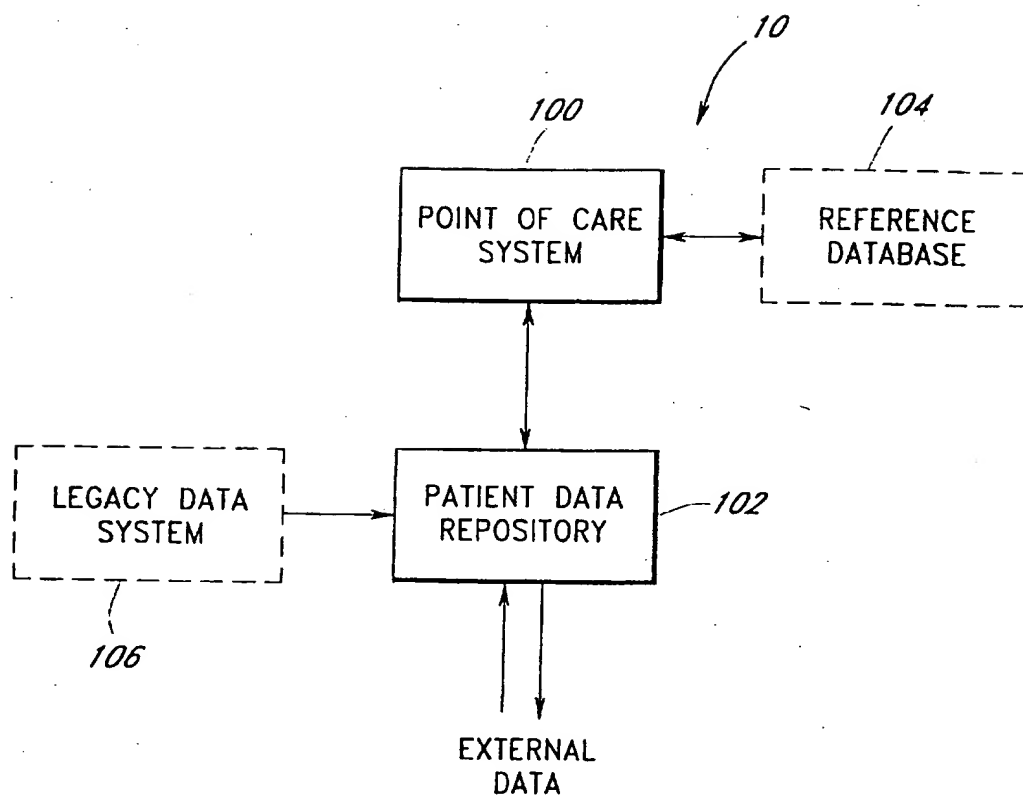 10
100
104
POINT OF CARE
SYSTEM
REFERENCE
DATABASE
LEGACY DATA
SYSTEM
PATIENT DATA
REPOSITORY
102
106
EXTERNAL
DATA